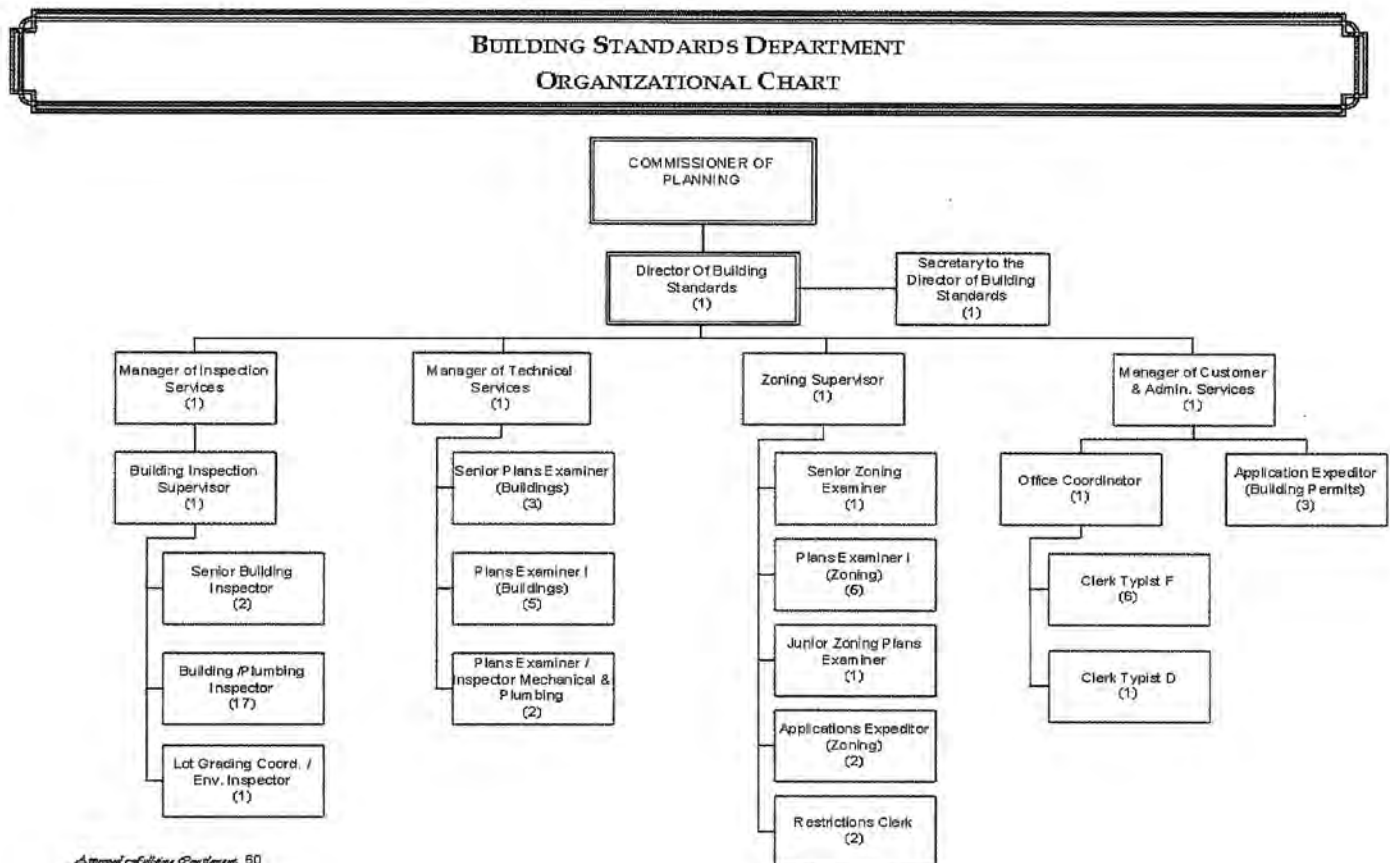 BUILDING STANDARDS DEPARTMENT
ORGANIZATIONAL CHART
COMMISSIONER OF
PLANNING
Director Of Building
Standards
(1)
Secretary to the
Director of Building
Standards
(1)
Manager of Inspection
Services
(1)
Manager of Technical
Services
(1)
Zoning Supervisor
(1)
Manager of Customer
& Admin. Services
(1)
Building Inspection
Supervisor
(1)
Senior Building
Inspector
(2)
Building /Plumbing
Inspector
(17)
Lot Grading Coord. /
Env. Inspector
(1)
Senior Plans Examiner
(Buildings)
(3)
Plans Examiner I
(Buildings)
(5)
Plans Examiner /
Inspector Mechanical &
Plumbing
(2)
Senior Zoning
Examiner
(1)
Plans Examiner I
(Zoning)
(6)
Junior Zoning Plans
Examiner
(1)
Applications Expeditor
(Zoning)
(2)
Restrictions Clerk
(2)
Office Coordinator
(1)
Clerk Typist F
(6)
Clerk Typist D
(1)
Application Expeditor
(Building Permits)
(3)
60